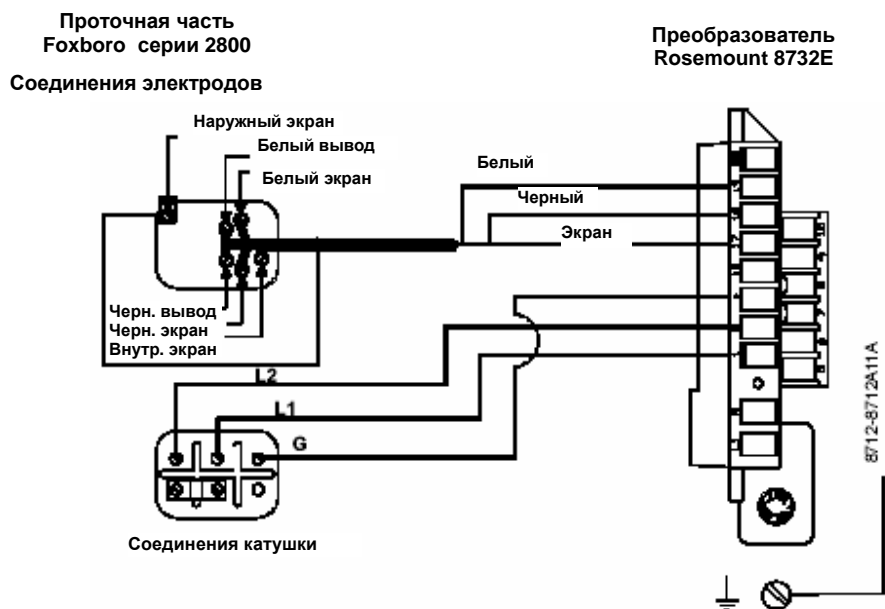 Проточная часть
Foxboro серии 2800
Преобразователь
Rosemount 8732E
Соединения электродов
Наружный экран
Белый вывод
Белый экран
Белый
Черный
Экран
Черн. вывод
Черн. экран
Внутр. экран
L2
L1
G
Соединения катушки
8712-8712A11A